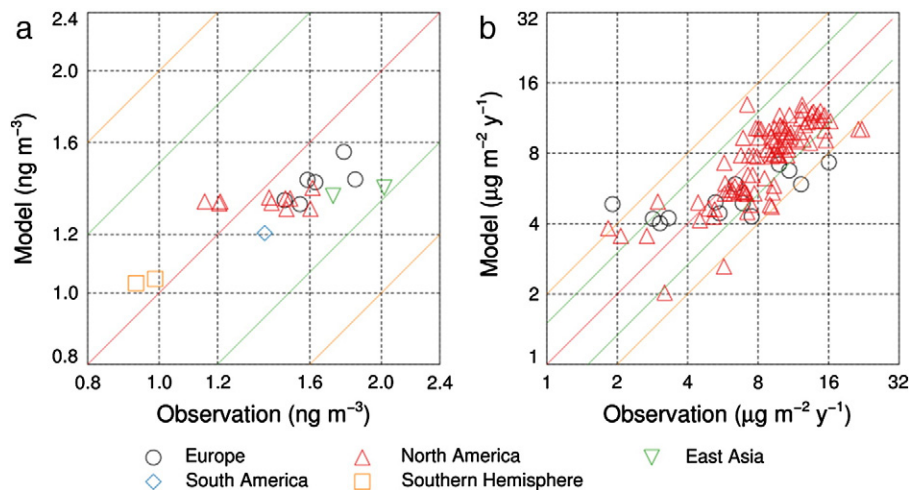 a
2.4
2.0
1.6
1.2
1.0
0.8
Model (ng m⁻³)
0.8 1.0 1.2 1.6 2.0 2.4
Observation (ng m⁻³)
b
32
16
8
4
2
1
Model (μg m⁻² y⁻¹)
1 2 4 8 16 32
Observation (μg m⁻² y⁻¹)
Europe North America East Asia
South America Southern Hemisphere